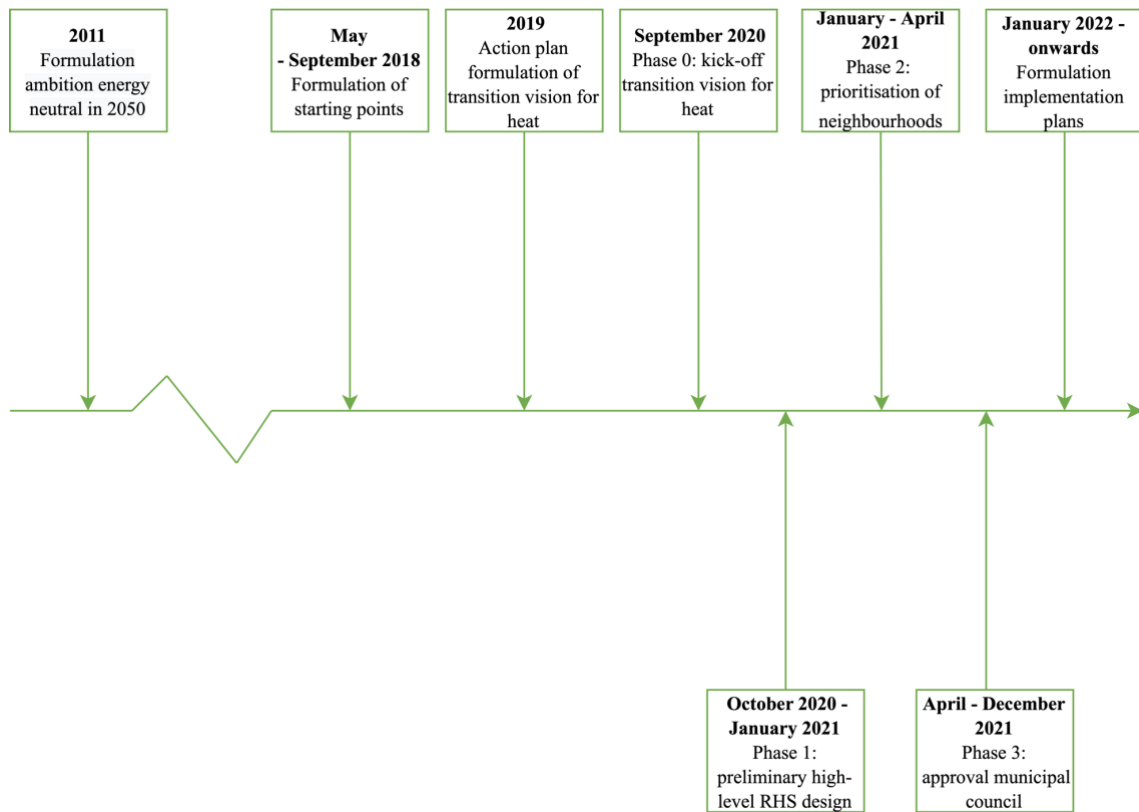 2011
Formulation
ambition energy
neutral in 2050
May
- September 2018
Formulation of
starting points
2019
Action plan
formulation of
transition vision for
heat
September 2020
Phase 0: kick-off
transition vision for
heat
January - April
2021
Phase 2:
prioritisation of
neighbourhoods
January 2022 -
onwards
Formulation
implementation
plans
October 2020 -
January 2021
Phase 1:
preliminary high-
level RHS design
April - December
2021
Phase 3:
approval municipal
council